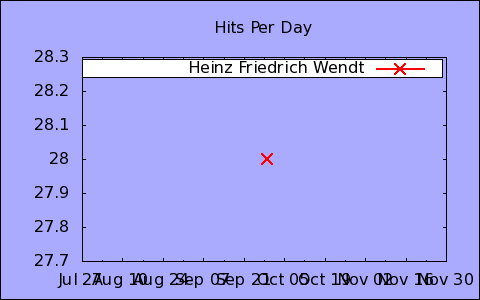 Hits Per Day
28.3
Heinz Friedrich Wendt
28.2
28.1
28
27.9
27.8
27.7
Jul 27 Aug 10 Aug 24 Sep 07 Sep 21 Oct 05 Oct 19 Nov 02 Nov 16 Nov 30